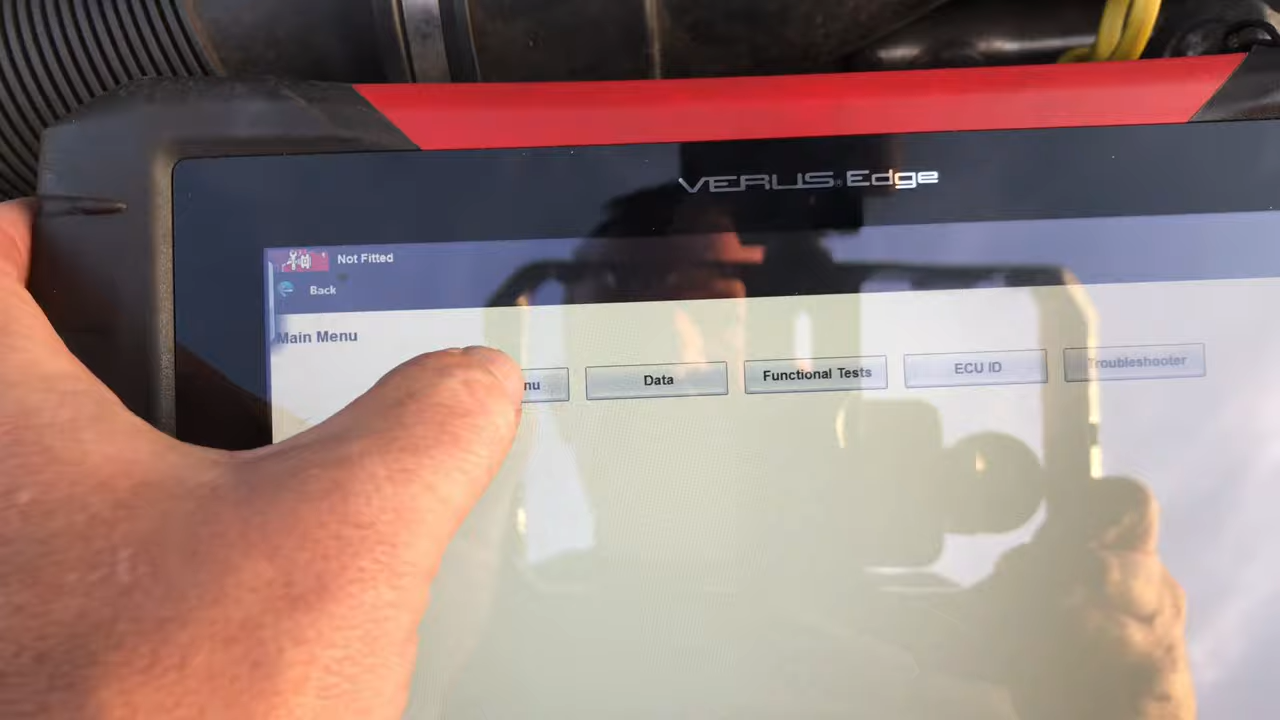 VERUS Edge
Not Fitted
Back
Main Menu
nu Data Functional Tests ECU ID Troubleshooter